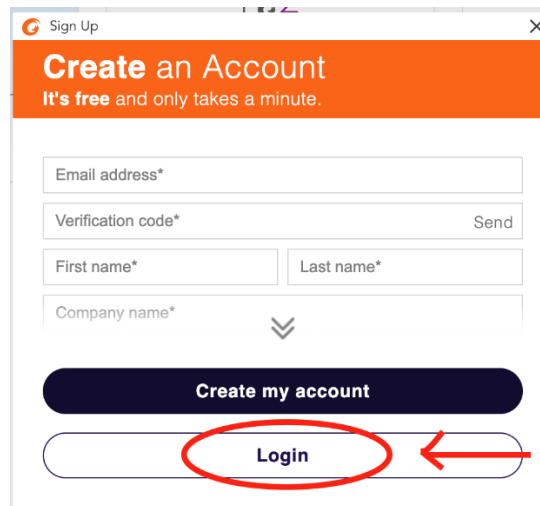 Sign Up
Create an Account
It's free and only takes a minute.
Email address*
Verification code* Send
First name* Last name*
Company name*
Create my account
Login